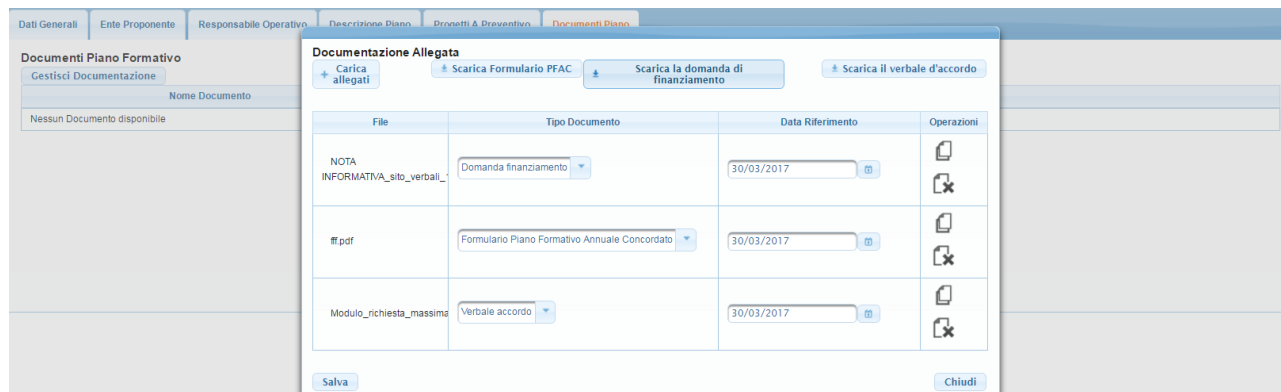 Dati Generali
Ente Proponente
Responsabile Operativo
Descrizione Piano
Progetti A Preventivo
Documenti Piano
Documenti Piano Formativo
Gestisci Documentazione
Nome Documento
Nessun Documento disponibile
Documentazione Allegata
+ Carica
allegati
Scarica Formulario PFAC
Scarica la domanda di
finanziamento
Scarica il verbale d'accordo
File
Tipo Documento
Data Riferimento
Operazioni
NOTA
INFORMATIVA_sito_verbali_
Domanda finanziamento
30/03/2017
fff.pdf
Formulario Piano Formativo Annuale Concordato
30/03/2017
Modulo_richiesta_massima
Verbale accordo
30/03/2017
Salva
Chiudi